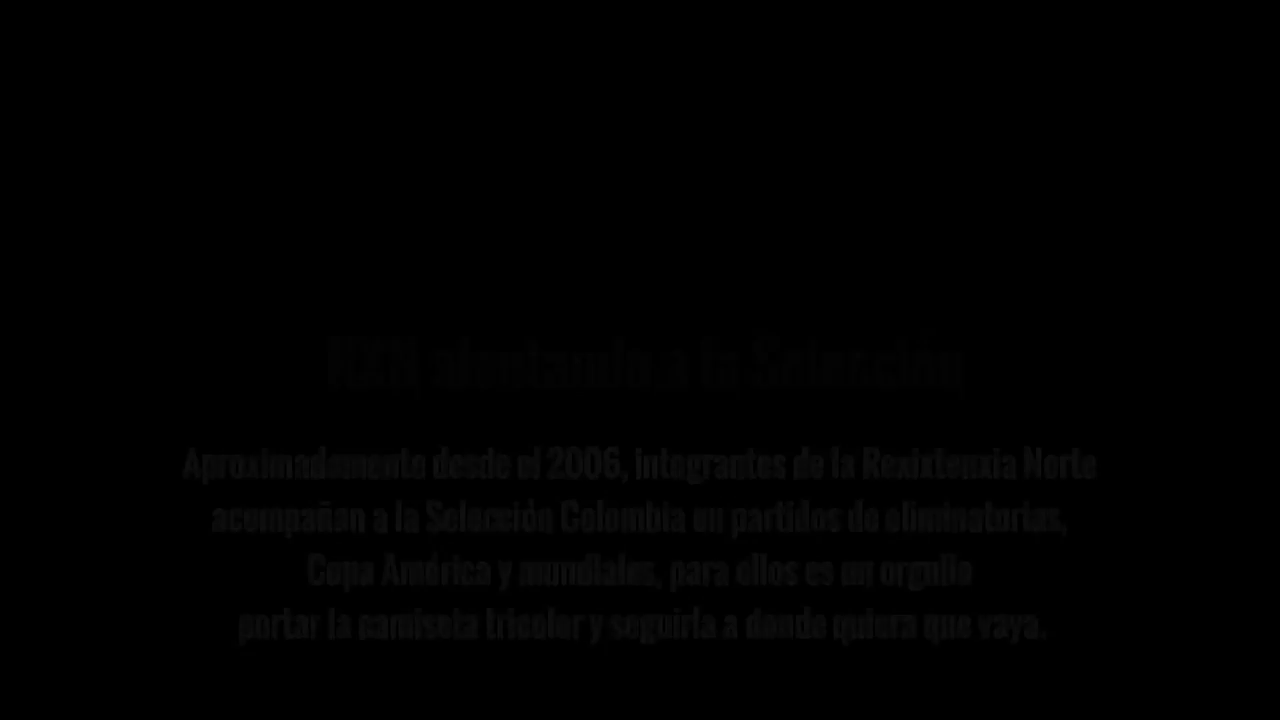 RXN alentando a la Selección
Aproximadamente desde el 2006, integrantes de la Rexixtenxia Norte
acompañan a la Selección Colombia en partidos de eliminatorias,
Copa América y mundiales, para ellos es un orgullo
portar la camiseta tricolor y seguirla a donde quiera que vaya.